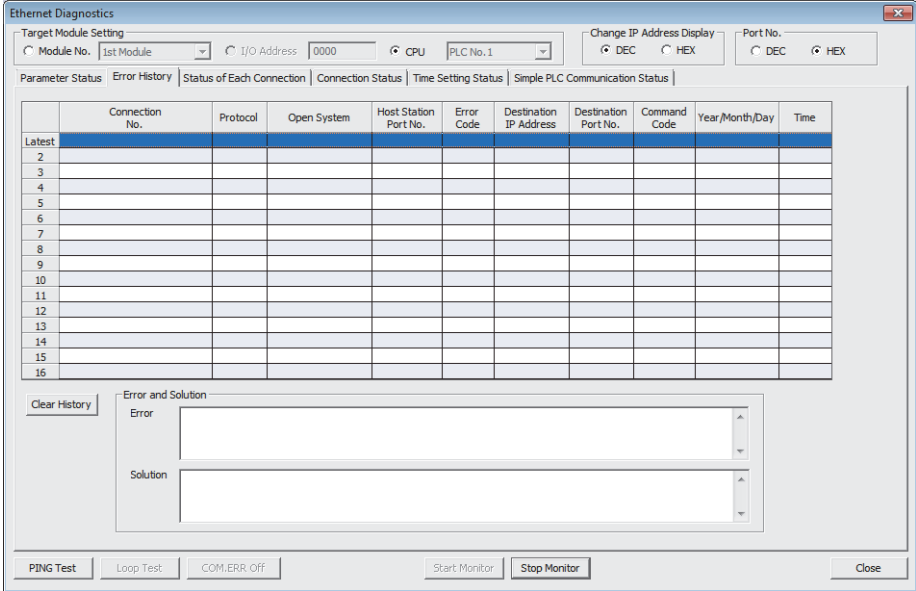 Ethernet Diagnostics
Target Module Setting
Module No. 1st Module I/O Address 0000 CPU PLC No.1
Change IP Address Display
DEC HEX
Port No.
DEC HEX
Parameter Status Error History Status of Each Connection Connection Status Time Setting Status Simple PLC Communication Status
Connection No. Protocol Open System Host Station Port No. Error Code Destination IP Address Destination Port No. Command Code Year/Month/Day Time
Latest
2
3
4
5
6
7
8
9
10
11
12
13
14
15
16
Clear History
Error and Solution
Error
Solution
PING Test Loop Test COM.ERR Off Start Monitor Stop Monitor Close